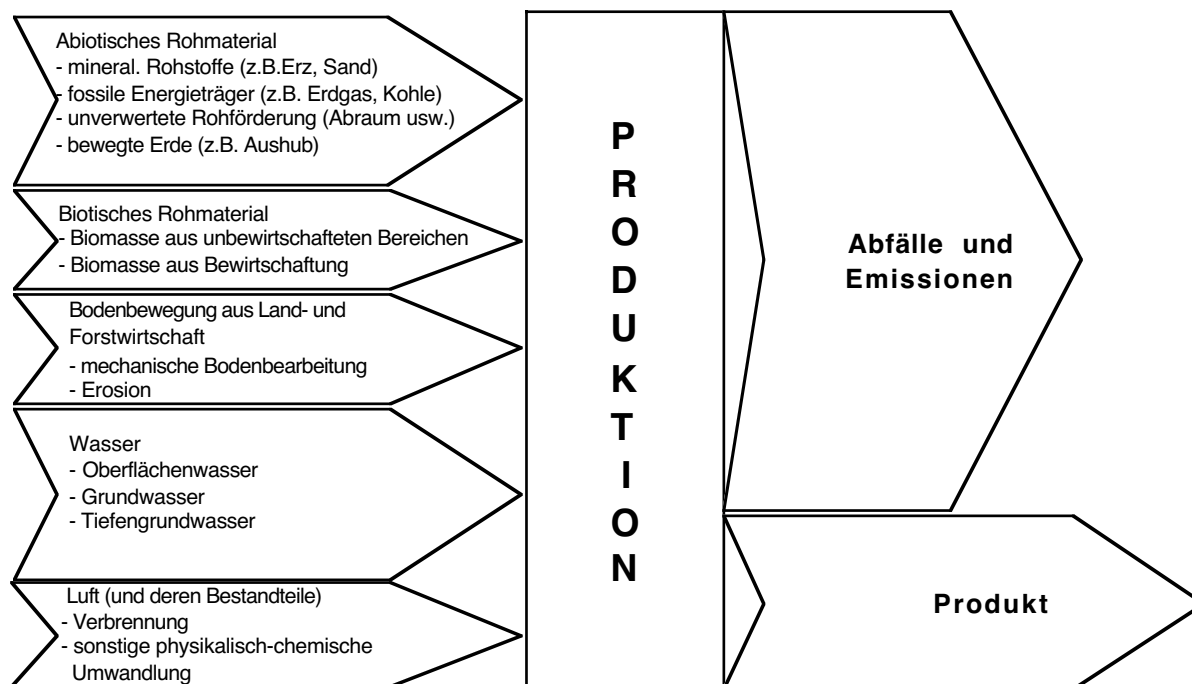 Abiotisches Rohmaterial
- mineral. Rohstoffe (z.B.Erz, Sand)
- fossile Energieträger (z.B. Erdgas, Kohle)
- unverwertete Rohförderung (Abraum usw.)
- bewegte Erde (z.B. Aushub)
Biotisches Rohmaterial
- Biomasse aus unbewirtschafteten Bereichen
- Biomasse aus Bewirtschaftung
Bodenbewegung aus Land- und
Forstwirtschaft
- mechanische Bodenbearbeitung
- Erosion
Wasser
- Oberflächenwasser
- Grundwasser
- Tiefengrundwasser
Luft (und deren Bestandteile)
- Verbrennung
- sonstige physikalisch-chemische
Umwandlung
P
R
O
D
U
K
T
I
O
N
Abfälle und
Emissionen
Produkt